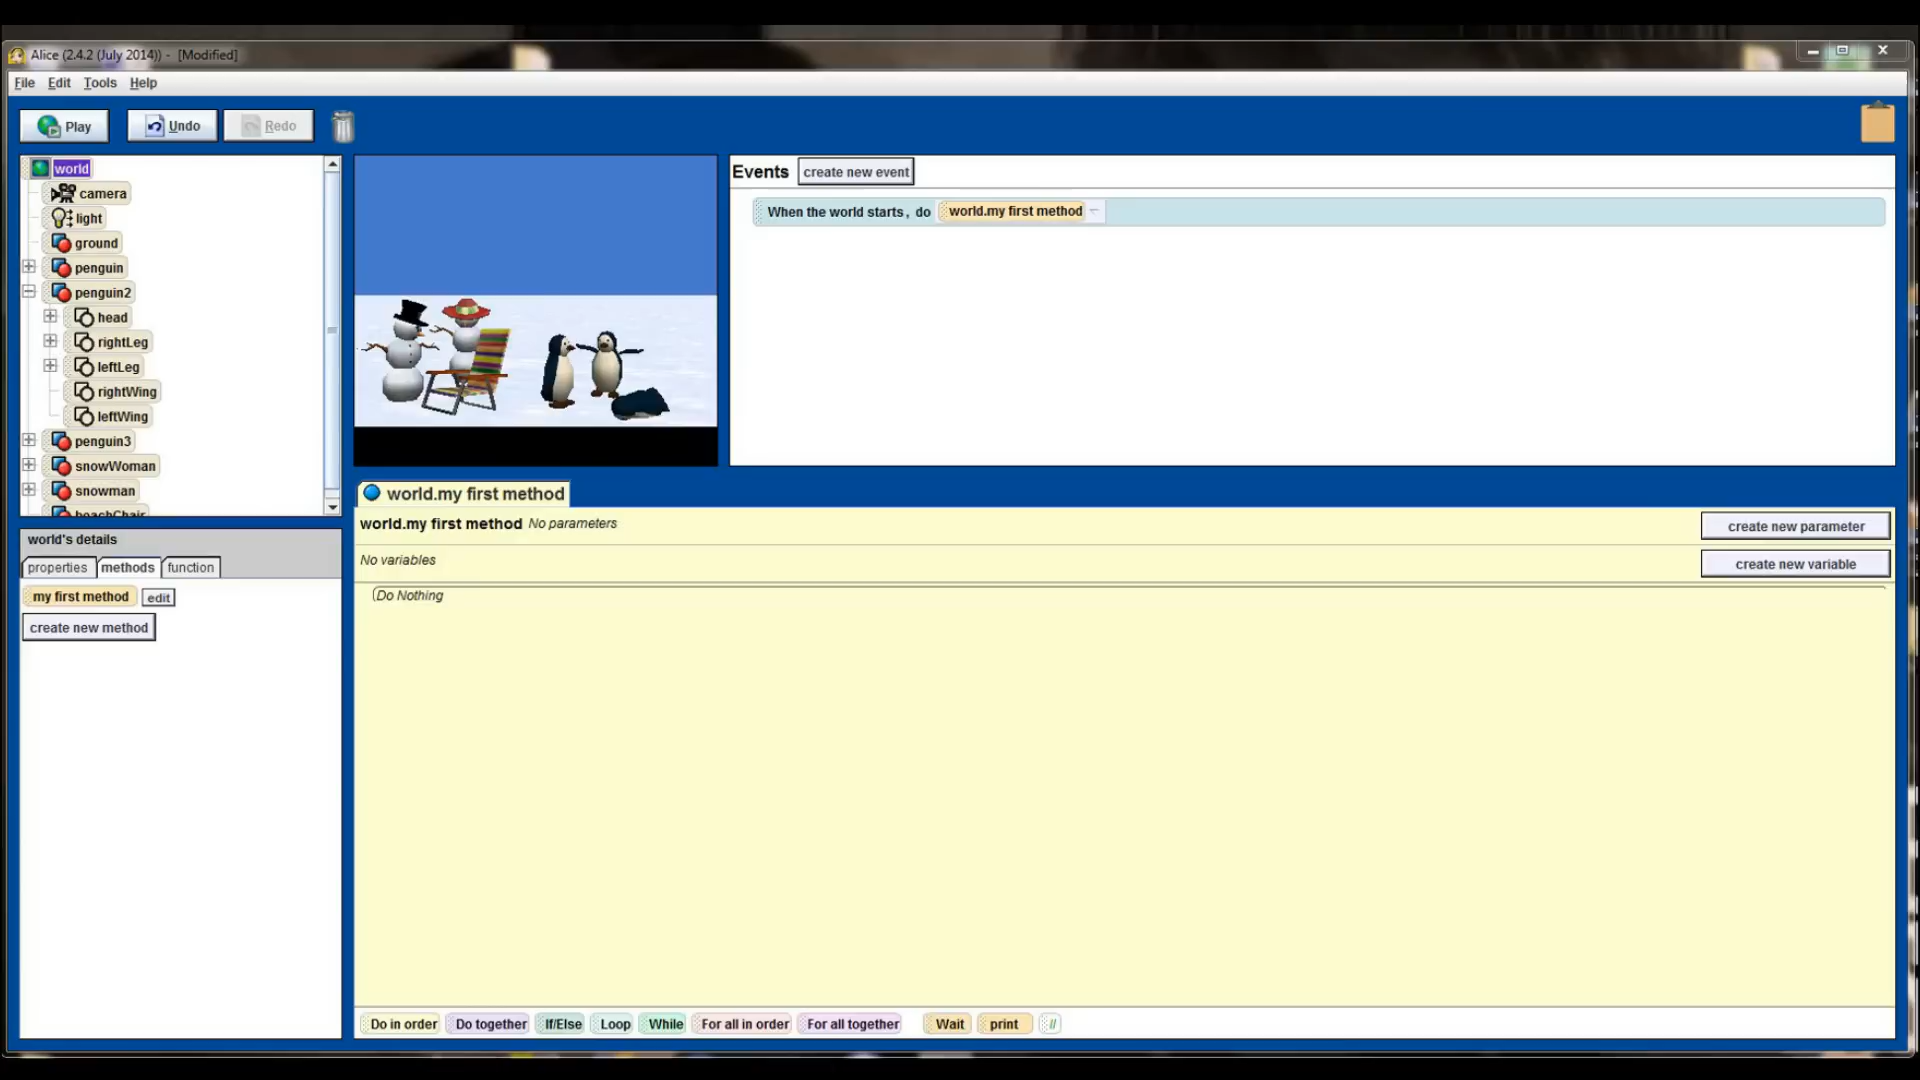 Alice (2.4.2 (July 2014)) - [Modified]
File Edit Tools Help
Play Undo Redo
world
camera
light
ground
penguin
penguin2
head
rightLeg
leftLeg
rightWing
leftWing
penguin3
snowWoman
snowman
beachChair
Events create new event
When the world starts, do world.my first method
world's details
properties methods function
my first method edit
create new method
world.my first method
world.my first method No parameters
create new parameter
No variables
create new variable
(Do Nothing
Do in order Do together If/Else Loop While For all in order For all together Wait print //